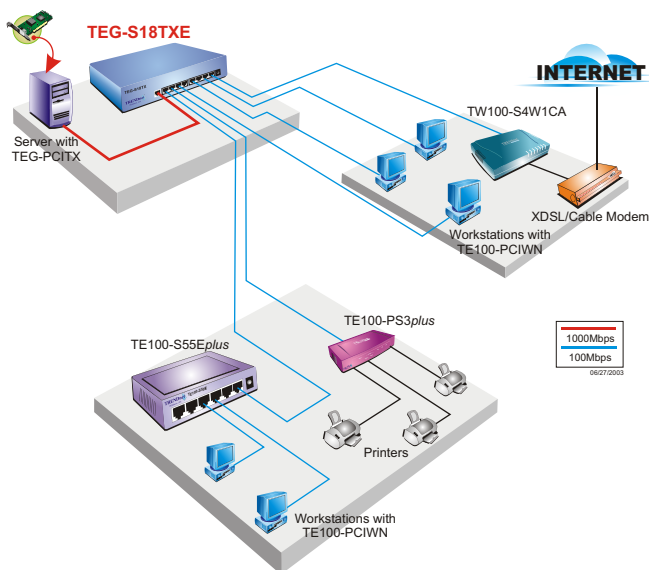 TEG-S18TXE
INTERNET
TW100-S4W1CA
Server with
TEG-PCITX
XDSL/Cable Modem
Workstations with
TE100-PCIWN
TE100-PS3plus
TE100-S55Eplus
1000Mbps
100Mbps
06/27/2003
Printers
Workstations with
TE100-PCIWN